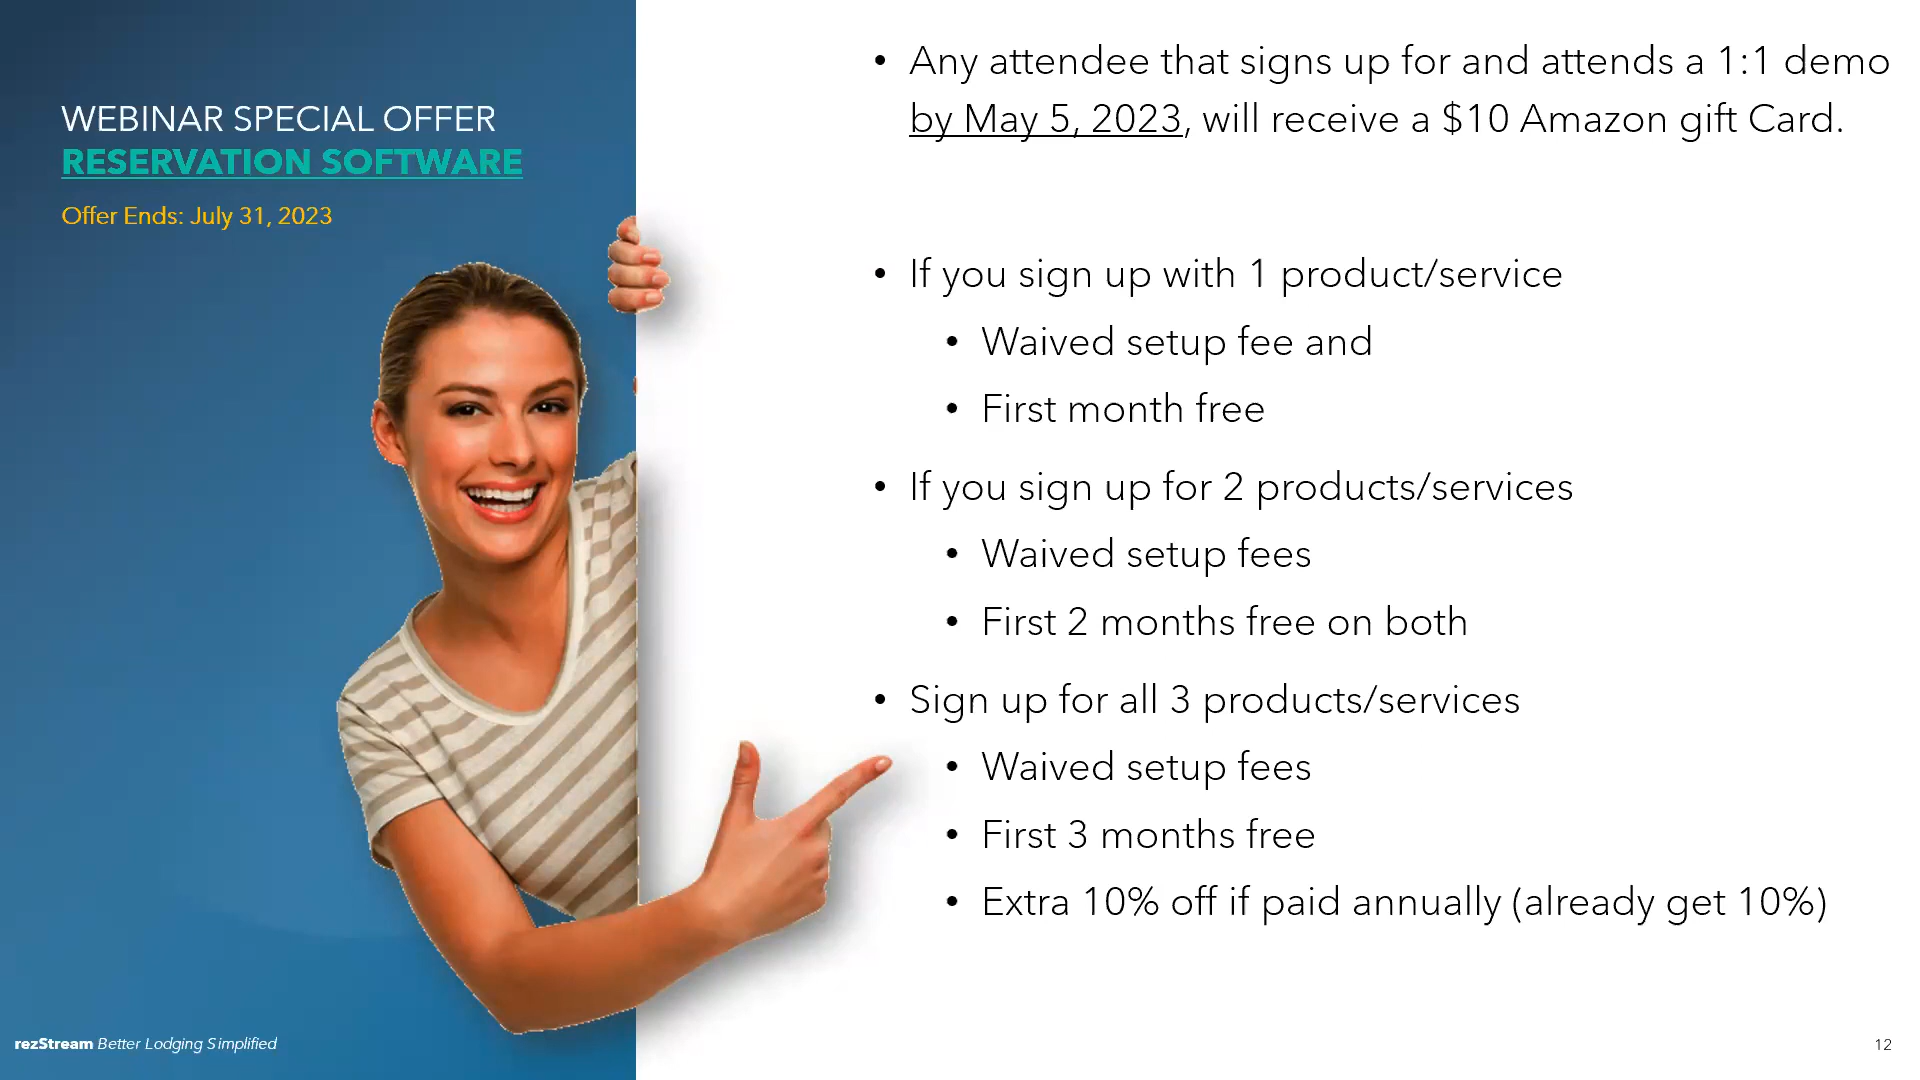 WEBINAR SPECIAL OFFER
RESERVATION SOFTWARE
Offer Ends: July 31, 2023
• Any attendee that signs up for and attends a 1:1 demo
by May 5, 2023, will receive a $10 Amazon gift Card.
• If you sign up with 1 product/service
• Waived setup fee and
• First month free
• If you sign up for 2 products/services
• Waived setup fees
• First 2 months free on both
• Sign up for all 3 products/services
• Waived setup fees
• First 3 months free
• Extra 10% off if paid annually (already get 10%)
rezStream Better Lodging Simplified
12